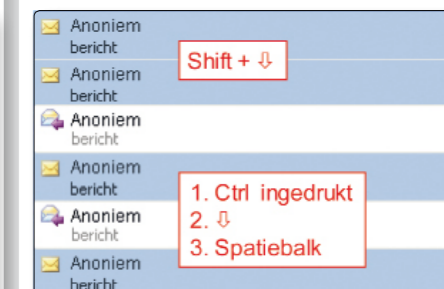 Anoniem
bericht
Shift + ⇩
Anoniem
bericht
Anoniem
bericht
Anoniem
bericht
1. Ctrl ingedrukt
2. ⇩
3. Spatiebalk
Anoniem
bericht
Anoniem
bericht